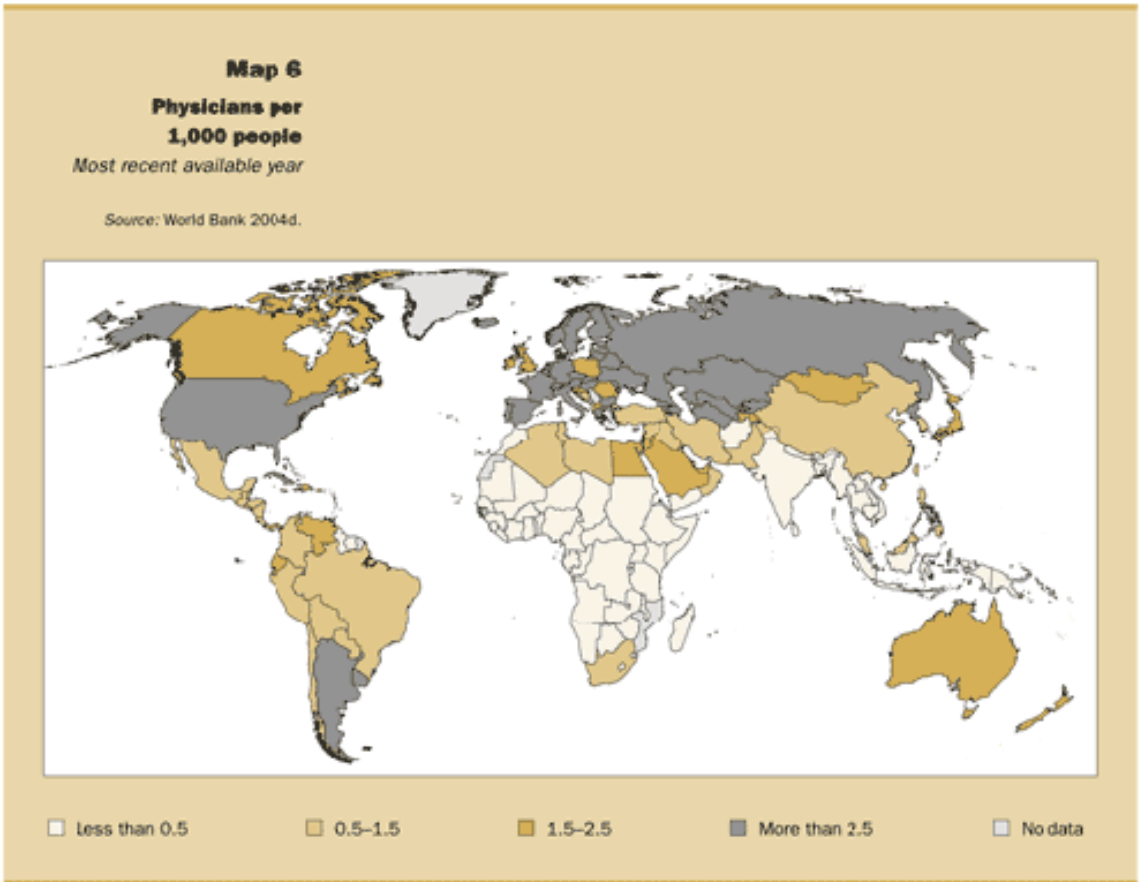 Map 6
Physicians per
1,000 people
Most recent available year
Source: World Bank 2004d.
Less than 0.5
0.5–1.5
1.5–2.5
More than 2.5
No data